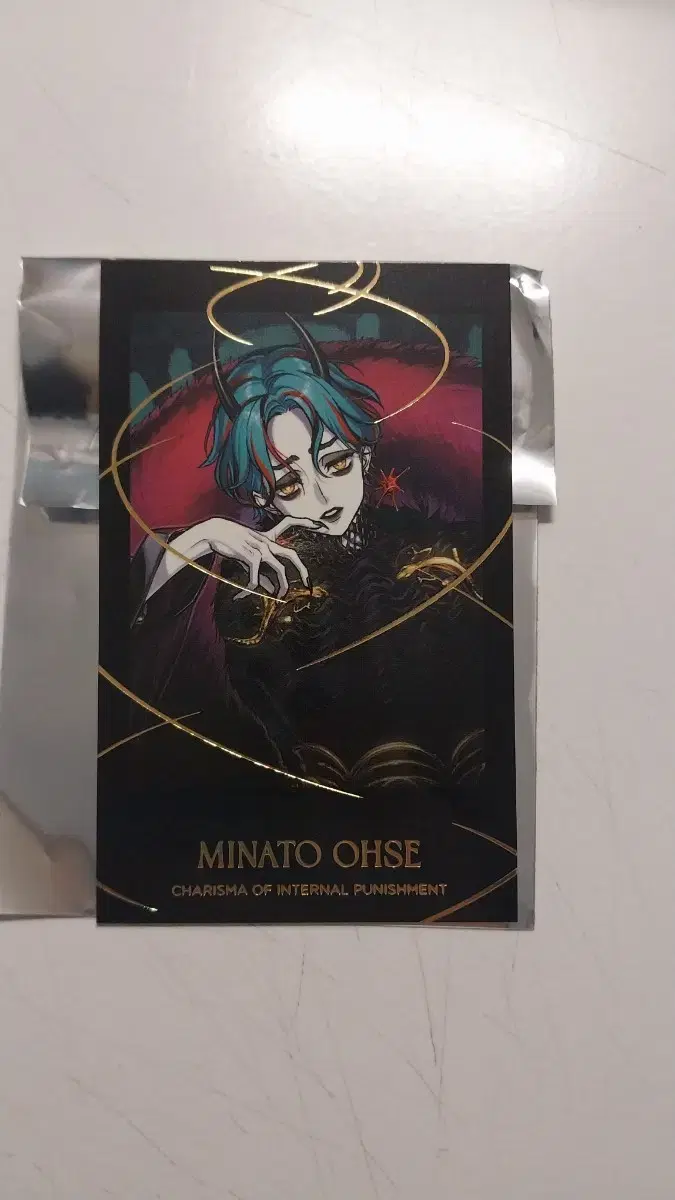 MINATO OHSE
CHARISMA OF INTERNAL PUNISHMENT